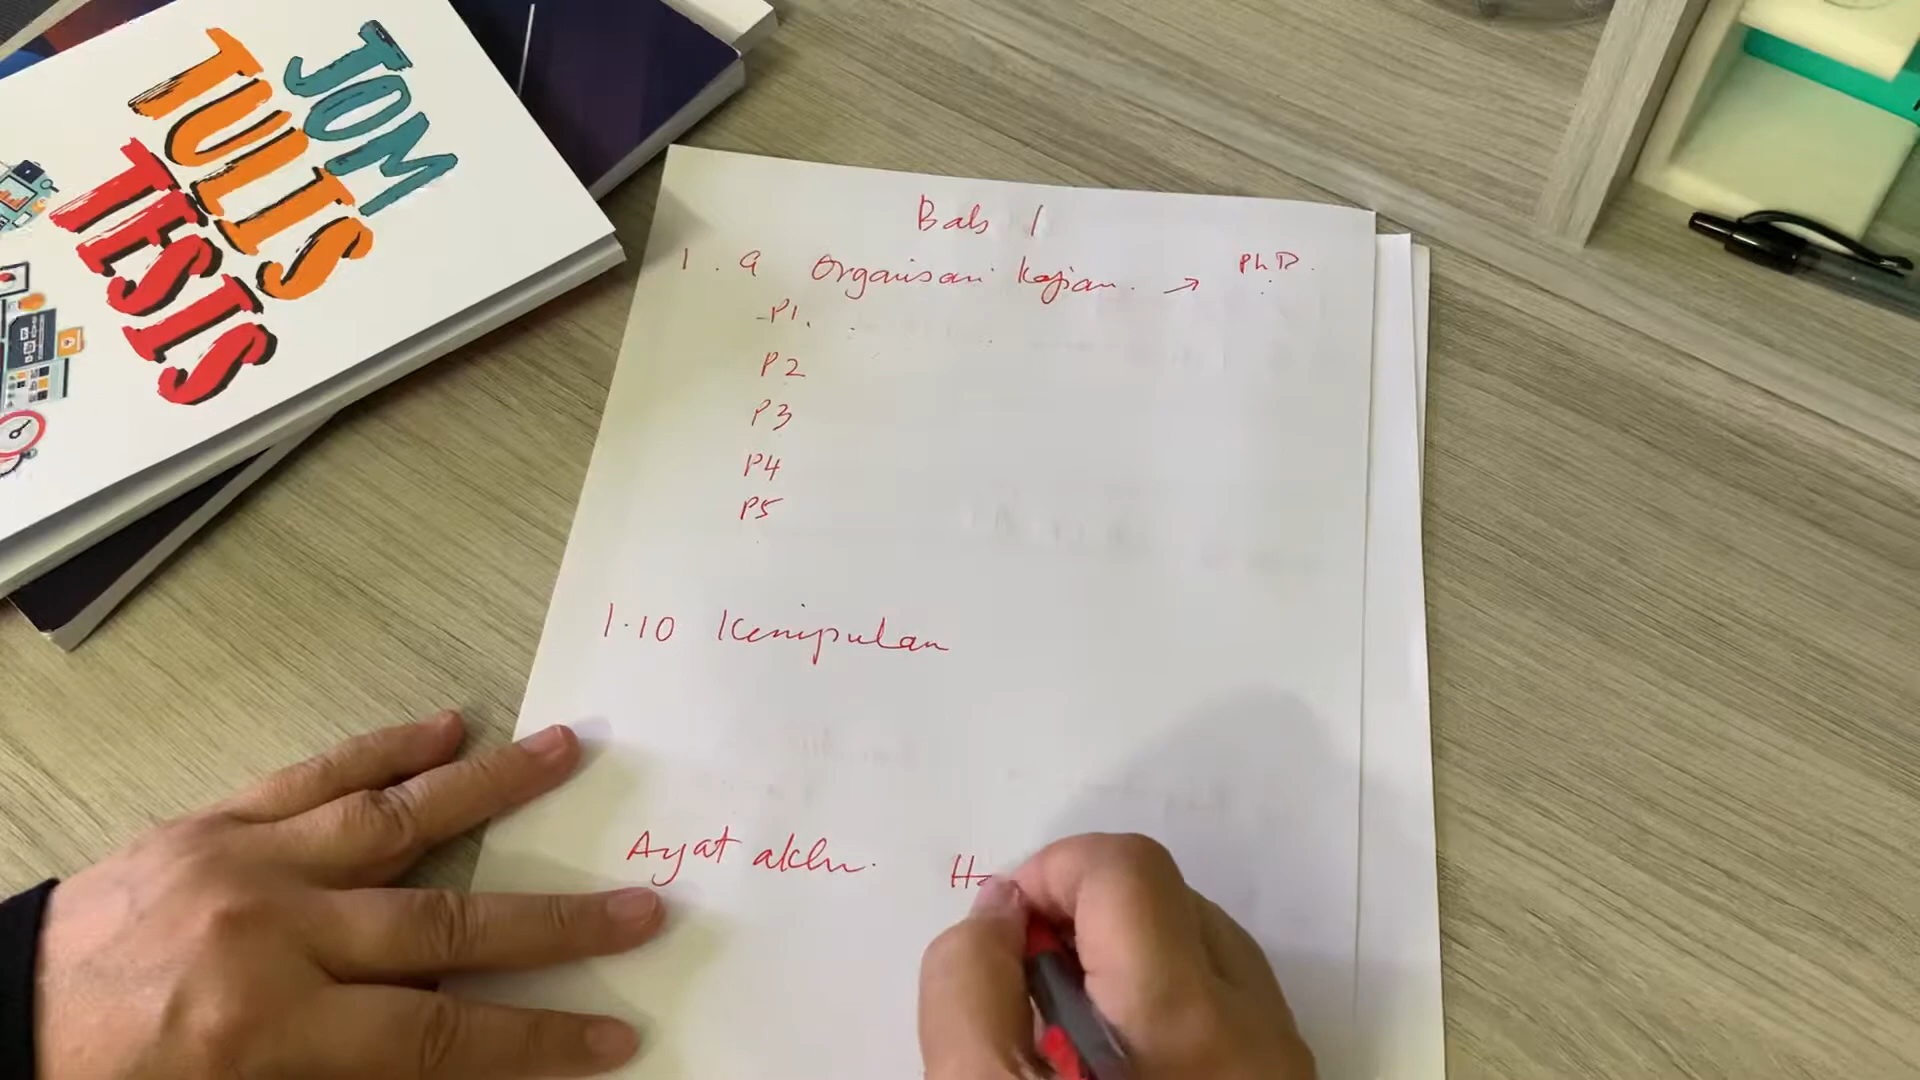 JOM
TULIS
TESIS
Bab 1
1.9 Organisasi Kajian. → Ph.D.
P1.
P2
P3
P4
P5
1.10 Kesimpulan
Ayat akhir.